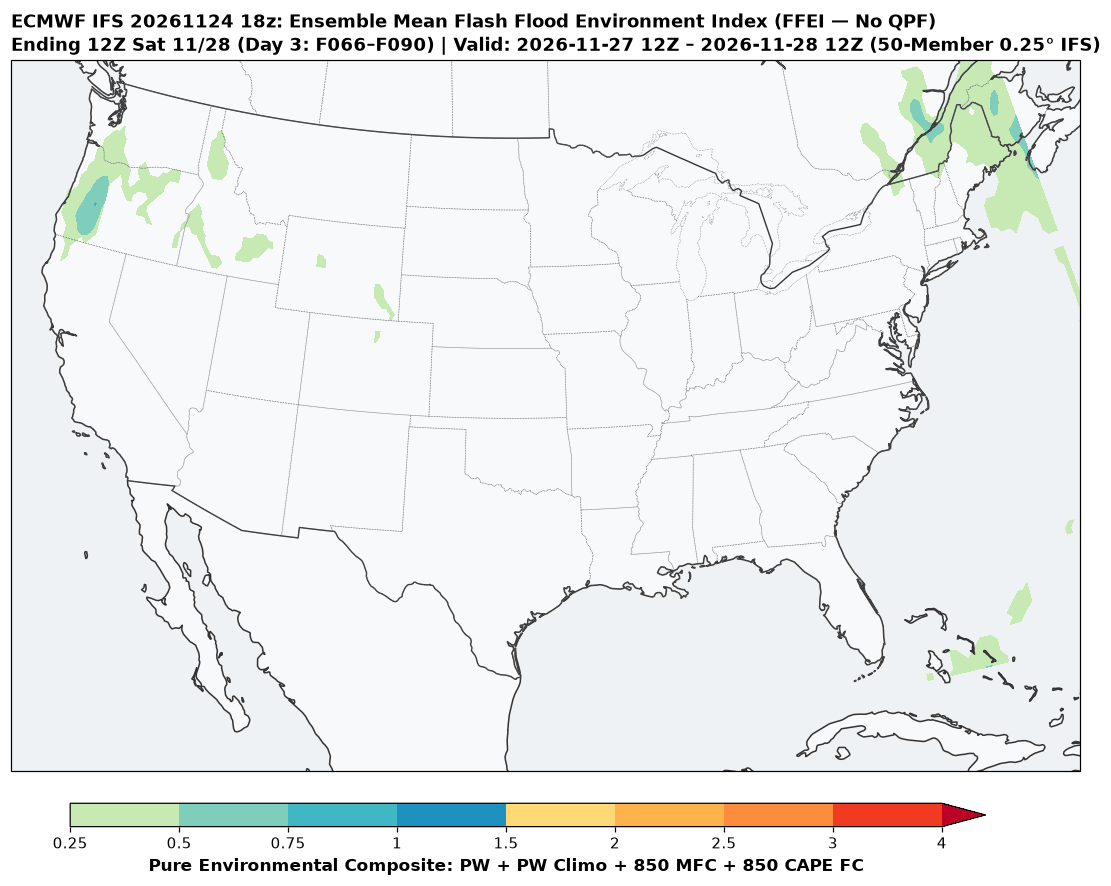 ECMWF IFS 20261124 18z: Ensemble Mean Flash Flood Environment Index (FFEI — No QPF)
Ending 12Z Sat 11/28 (Day 3: F066–F090) | Valid: 2026-11-27 12Z – 2026-11-28 12Z (50-Member 0.25° IFS)
0.25 0.5 0.75 1 1.5 2 2.5 3 4
Pure Environmental Composite: PW + PW Climo + 850 MFC + 850 CAPE FC